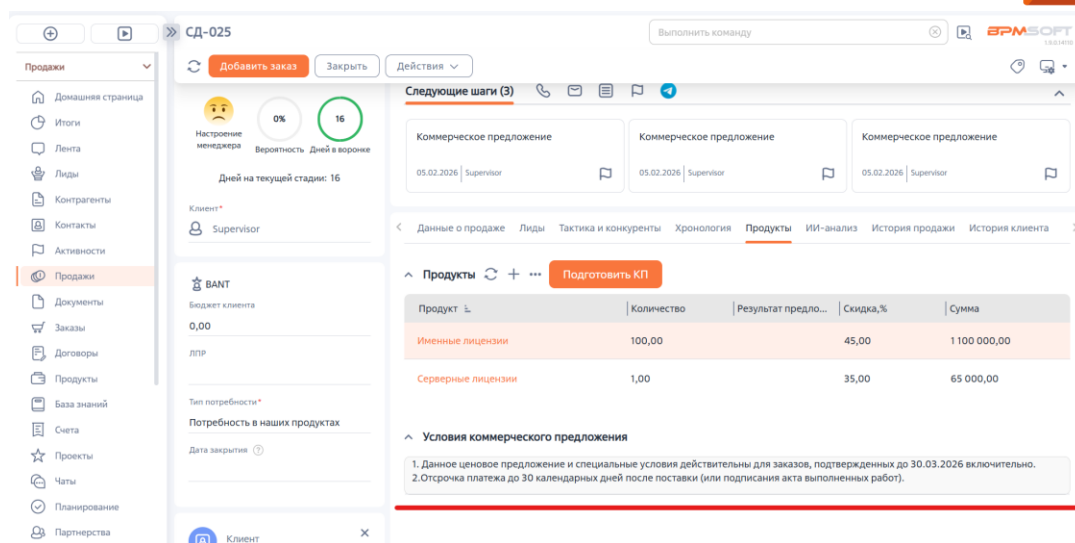 СД-025
Выполнить команду
BPMSOFT
1.9.0.14110
Продажи
Добавить заказ
Закрыть
Действия
Домашняя страница
Итоги
Лента
Лиды
Контрагенты
Контакты
Активности
Продажи
Документы
Заказы
Договоры
Продукты
База знаний
Счета
Проекты
Чаты
Планирование
Партнерства
Настроение
менеджера
0%
Вероятность
16
Дней в воронке
Дней на текущей стадии: 16
Клиент*
Supervisor
BANT
Бюджет клиента
0,00
ЛПР
Тип потребности*
Потребность в наших продуктах
Дата закрытия ?
Клиент
Следующие шаги (3)
Коммерческое предложение
05.02.2026 Supervisor
Коммерческое предложение
05.02.2026 Supervisor
Коммерческое предложение
05.02.2026 Supervisor
Данные о продаже Лиды Тактика и конкуренты Хронология Продукты ИИ-анализ История продажи История клиента
Продукты
Подготовить КП
Продукт Количество Результат предло... Скидка,% Сумма
Именные лицензии 100,00 45,00 1 100 000,00
Серверные лицензии 1,00 35,00 65 000,00
Условия коммерческого предложения
1. Данное ценовое предложение и специальные условия действительны для заказов, подтвержденных до 30.03.2026 включительно.
2.Отсрочка платежа до 30 календарных дней после поставки (или подписания акта выполненных работ).